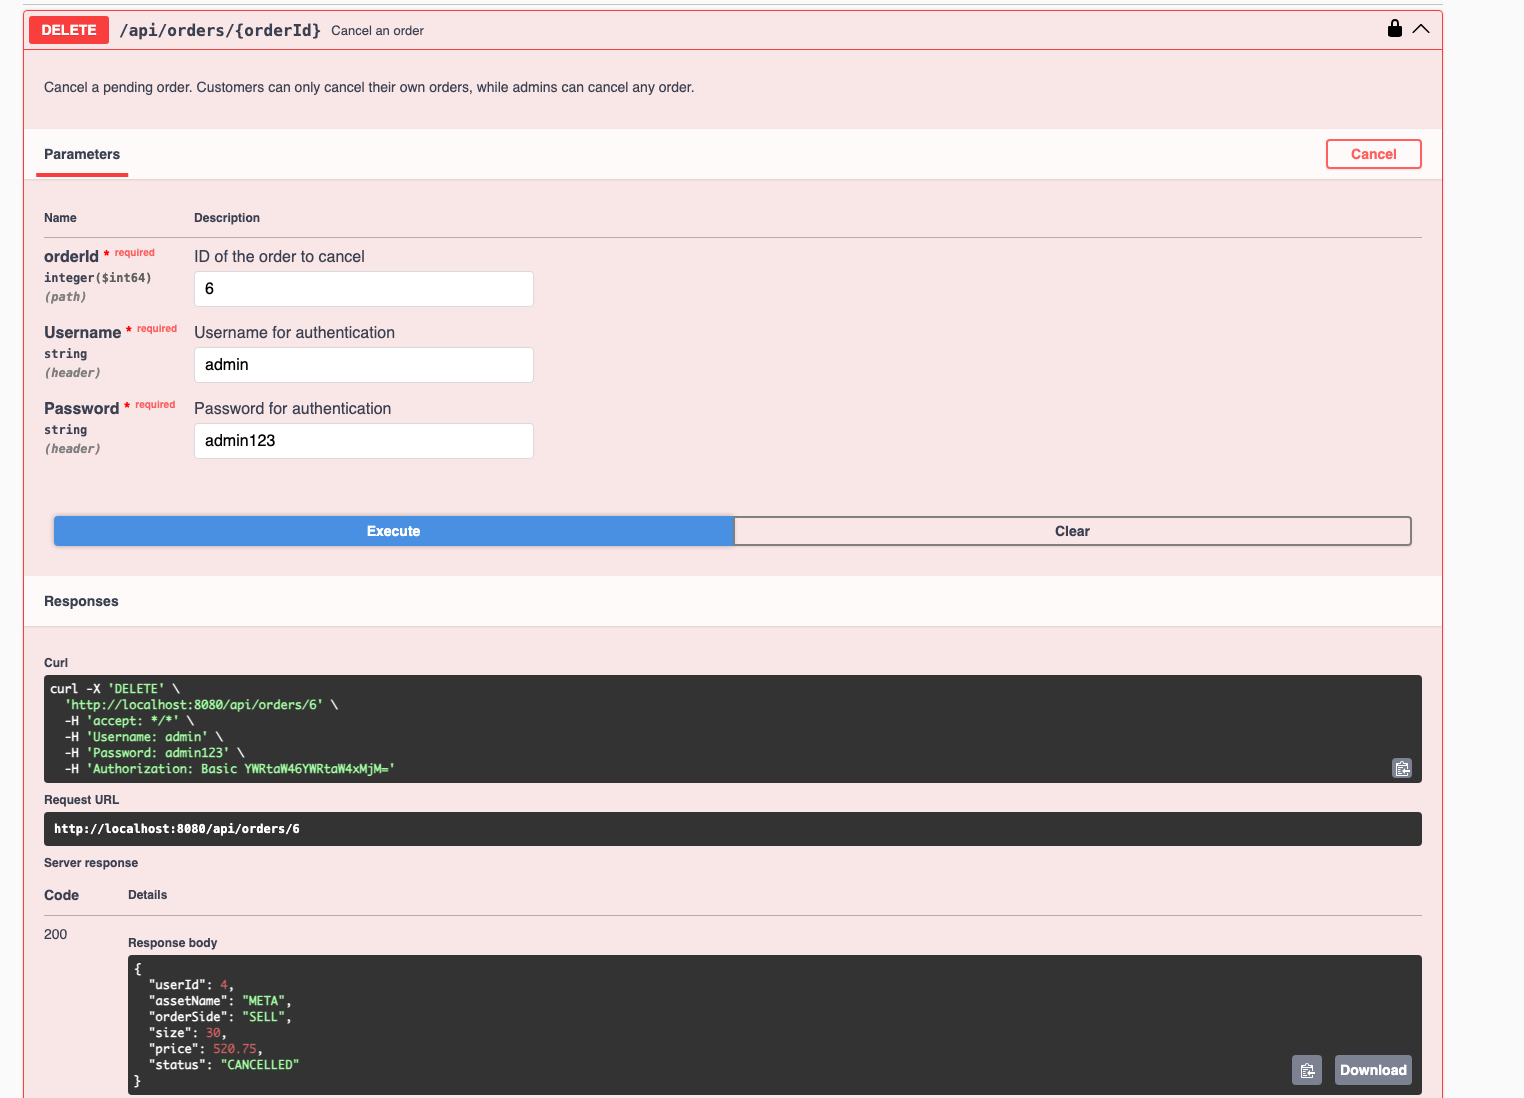 DELETE /api/orders/{orderId} Cancel an order
Cancel a pending order. Customers can only cancel their own orders, while admins can cancel any order.
Parameters
Cancel
Name Description
orderId * required
integer($int64)
(path)
ID of the order to cancel
6
Username * required
string
(header)
Username for authentication
admin
Password * required
string
(header)
Password for authentication
admin123
Execute
Clear
Responses
Curl
curl -X 'DELETE' \
'http://localhost:8080/api/orders/6' \
-H 'accept: */*' \
-H 'Username: admin' \
-H 'Password: admin123' \
-H 'Authorization: Basic YWRtaW46YWRtaW4xMjM='
Request URL
http://localhost:8080/api/orders/6
Server response
Code Details
200
Response body
{
"userId": 4,
"assetName": "META",
"orderSide": "SELL",
"size": 30,
"price": 520.75,
"status": "CANCELLED"
}
Download